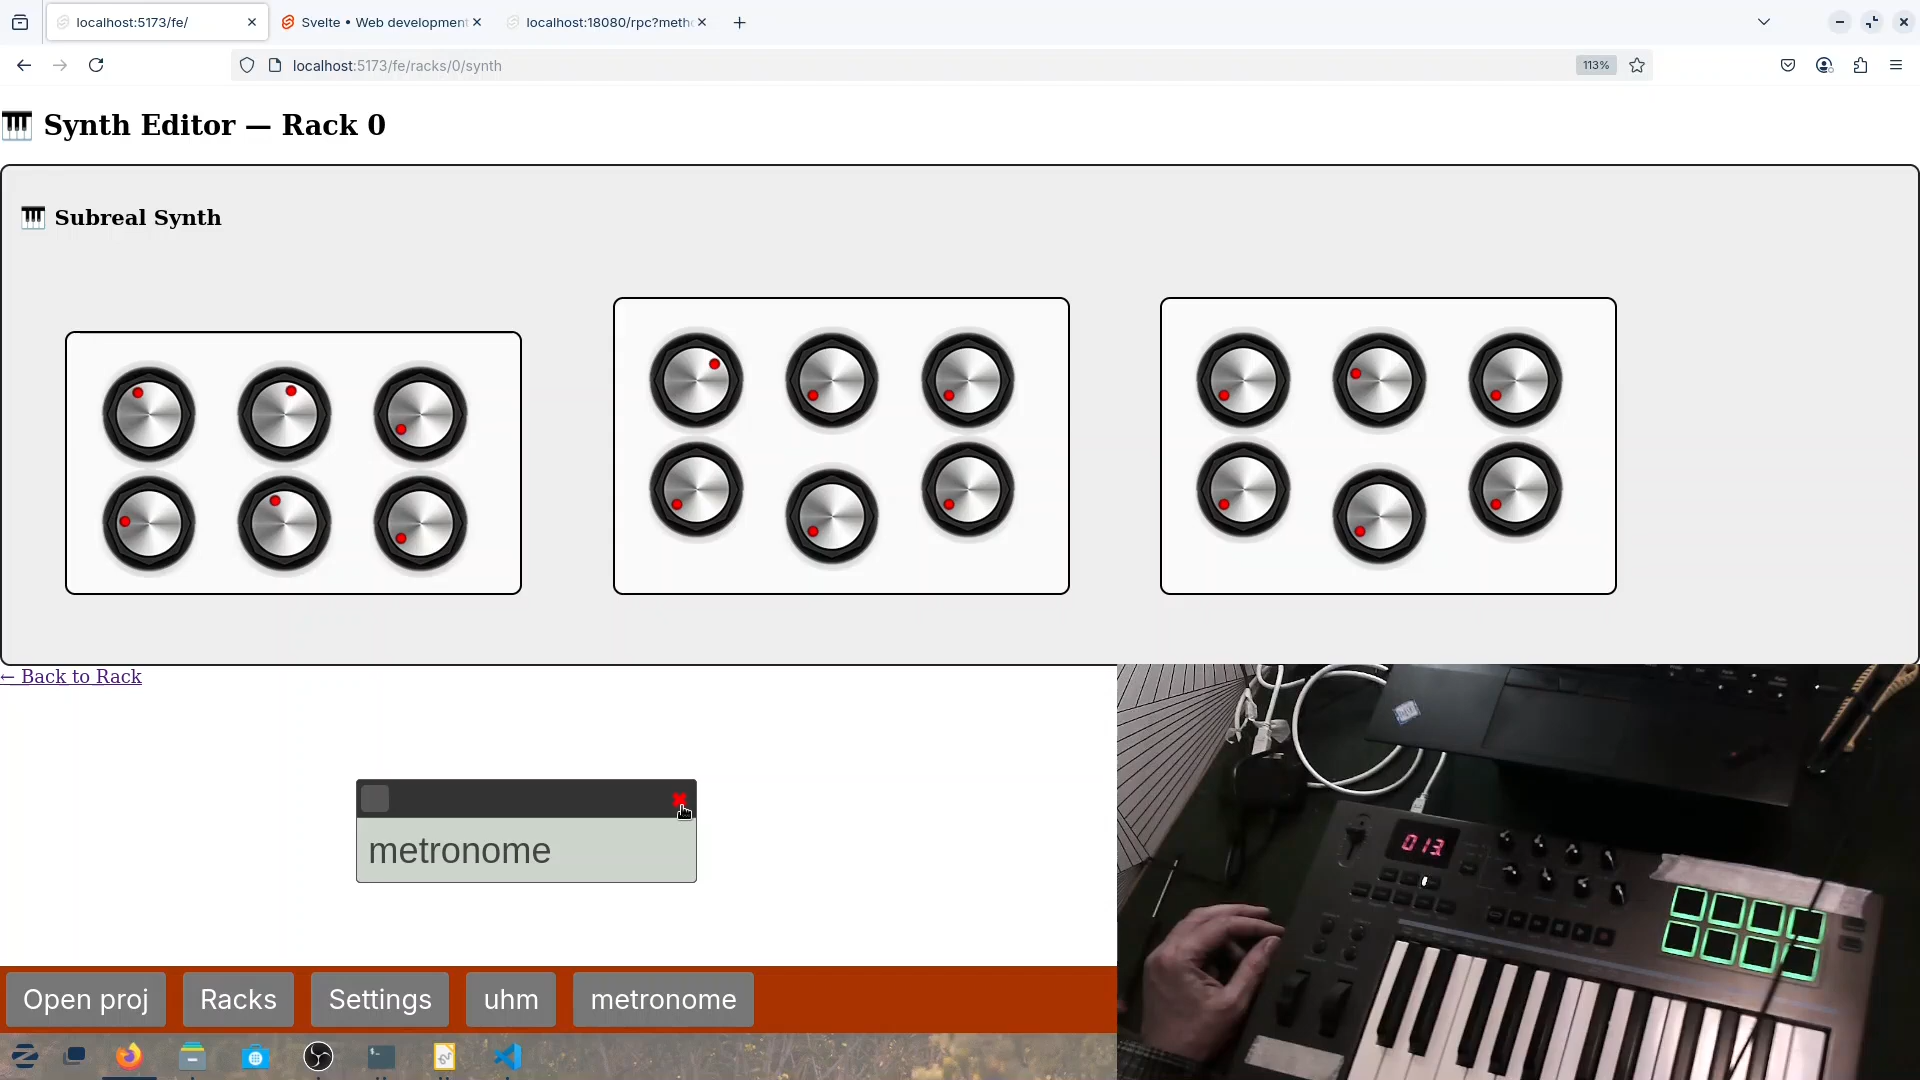 localhost:5173/fe/
Svelte • Web development
localhost:18080/rpc?meth
localhost:5173/fe/racks/0/synth
113%
Synth Editor — Rack 0
Subreal Synth
← Back to Rack
metronome
Open proj
Racks
Settings
uhm
metronome
013